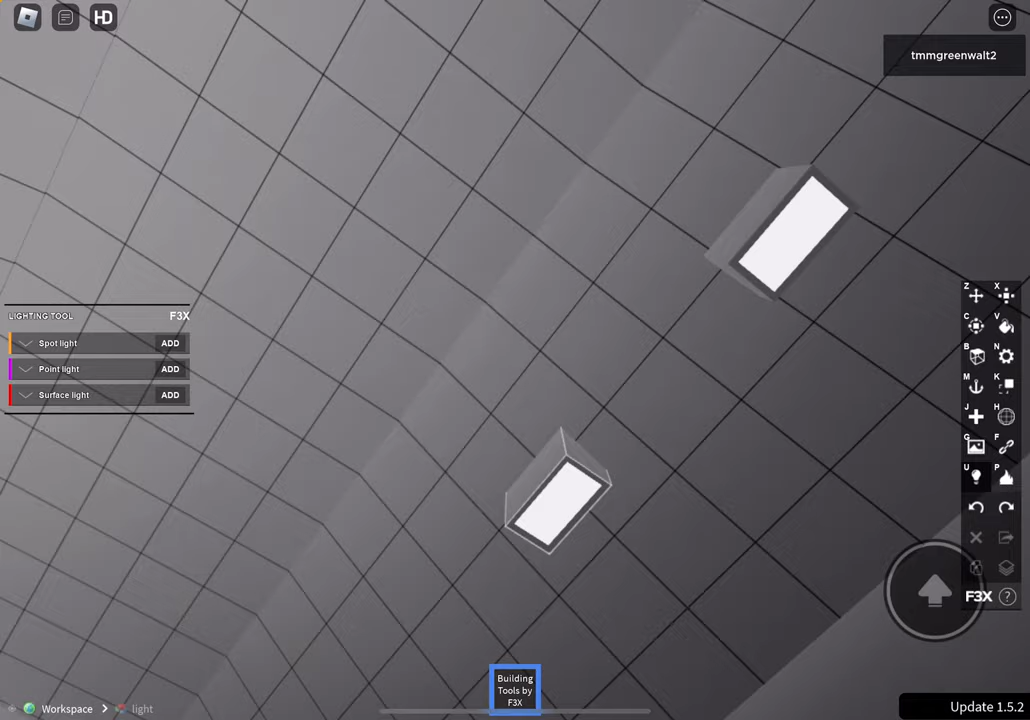 HD
tmmgreenwalt2
LIGHTING TOOL F3X
Spot light ADD
Point light ADD
Surface light ADD
Z X
C V
B N
M K
J H
G F
U P
F3X ?
Building
Tools by
F3X
Workspace > light
Update 1.5.2